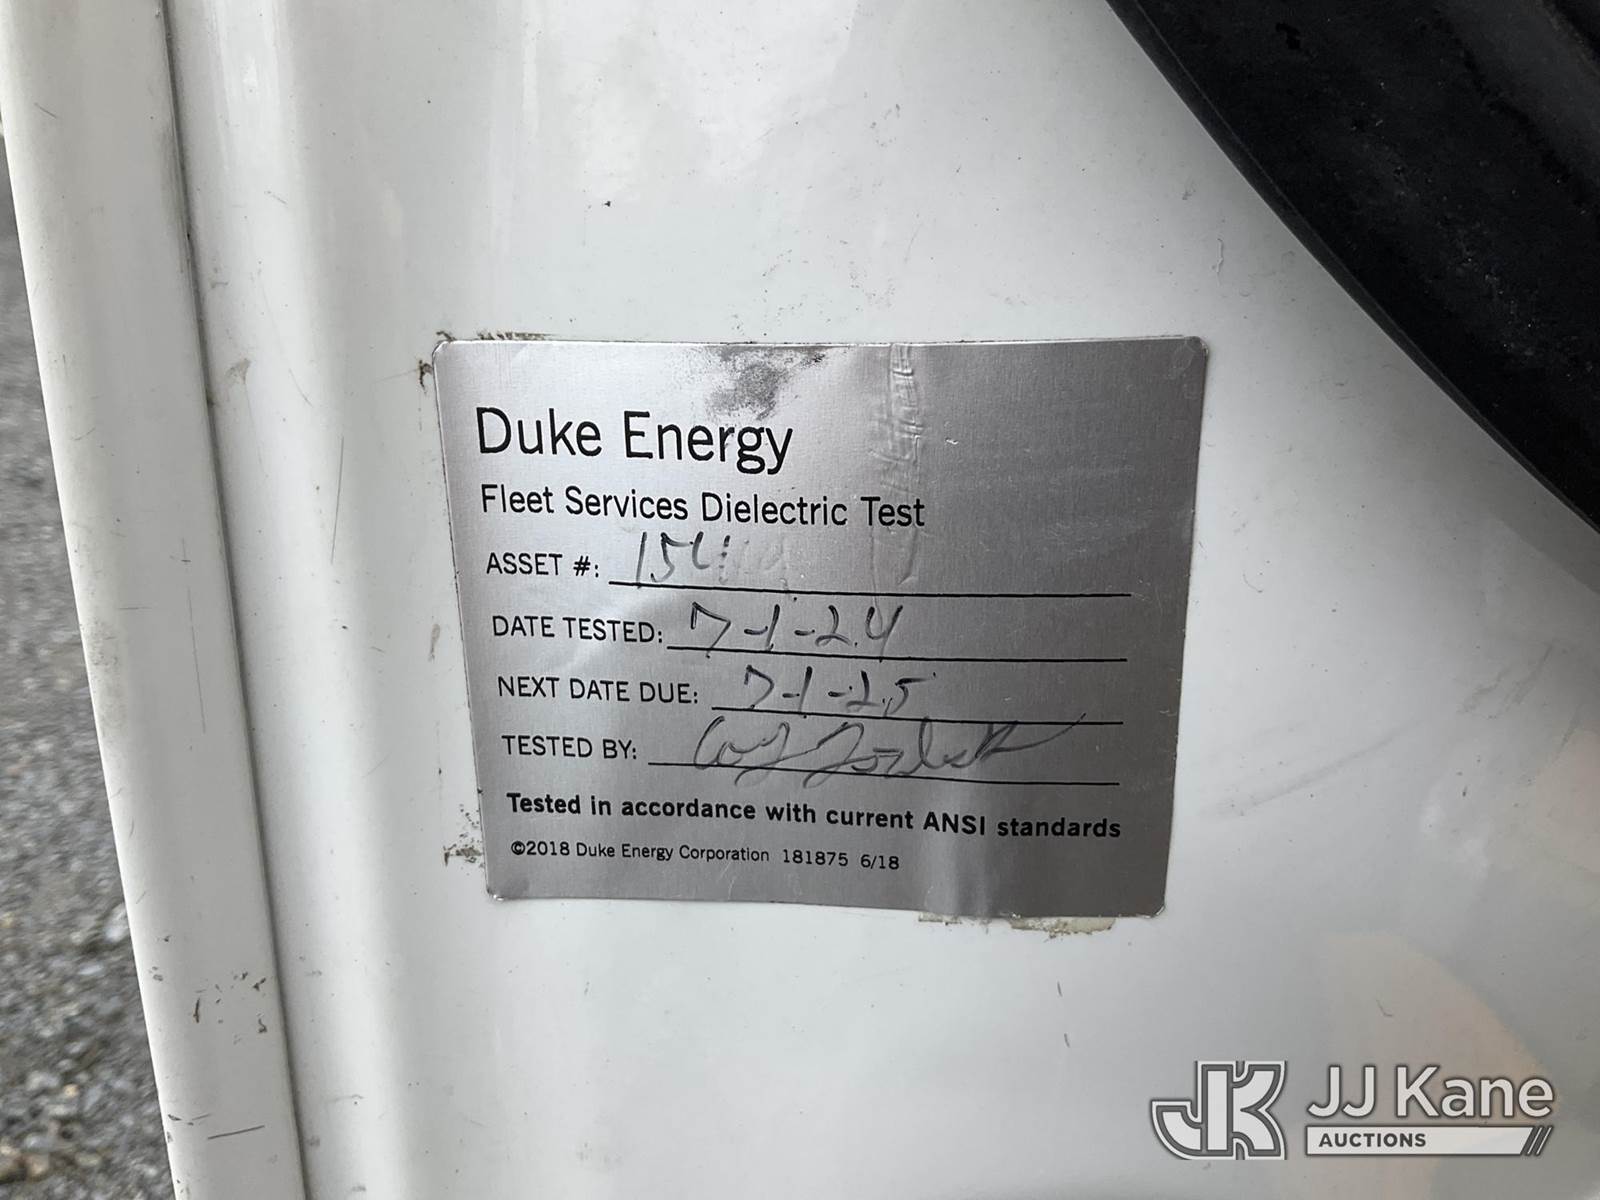 Duke Energy
Fleet Services Dielectric Test
ASSET #:
DATE TESTED: 7-1-24
NEXT DATE DUE: 7-1-25
TESTED BY:
Tested in accordance with current ANSI standards
©2018 Duke Energy Corporation 181875 6/18
JK JJ Kane
AUCTIONS